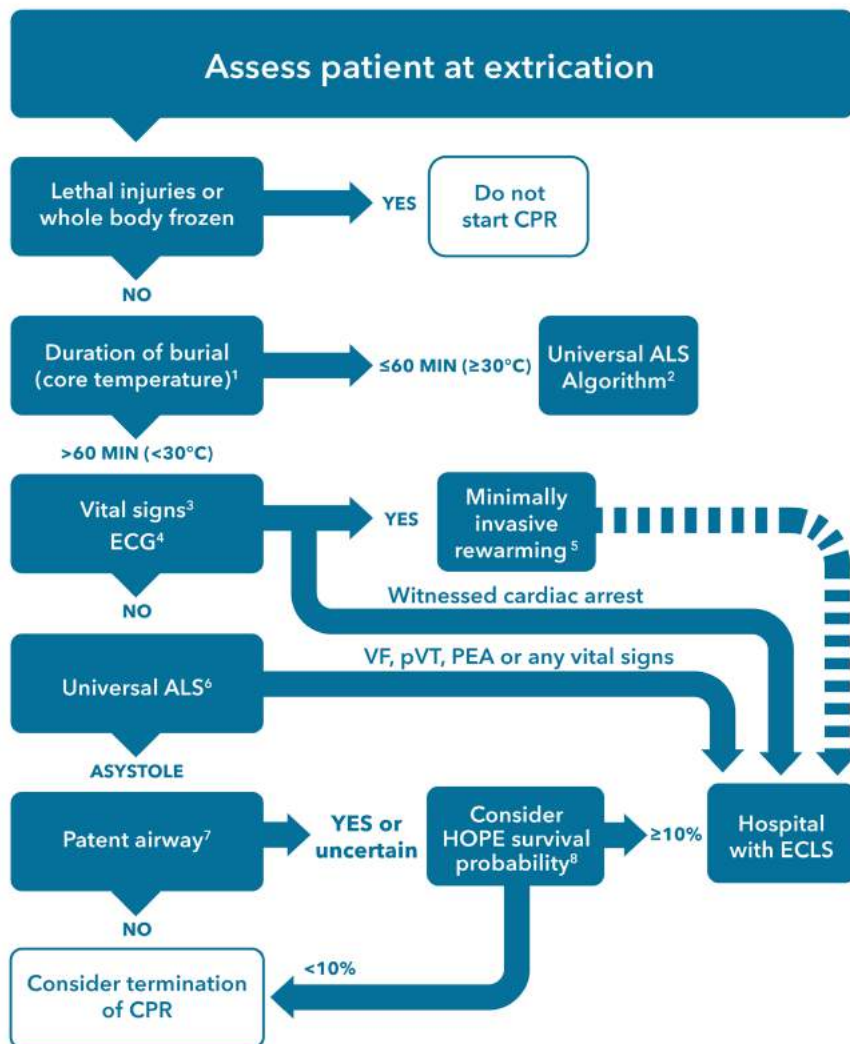 Assess patient at extrication
Lethal injuries or
whole body frozen
YES
Do not
start CPR
NO
Duration of burial
(core temperature)¹
≤60 MIN (≥30°C)
Universal ALS
Algorithm²
>60 MIN (<30°C)
Vital signs³
ECG⁴
YES
Minimally
invasive
rewarming⁵
Witnessed cardiac arrest
NO
VF, pVT, PEA or any vital signs
Universal ALS⁶
ASYSTOLE
Patent airway⁷
YES or
uncertain
Consider
HOPE survival
probability⁸
≥10%
Hospital
with ECLS
NO
<10%
Consider termination
of CPR